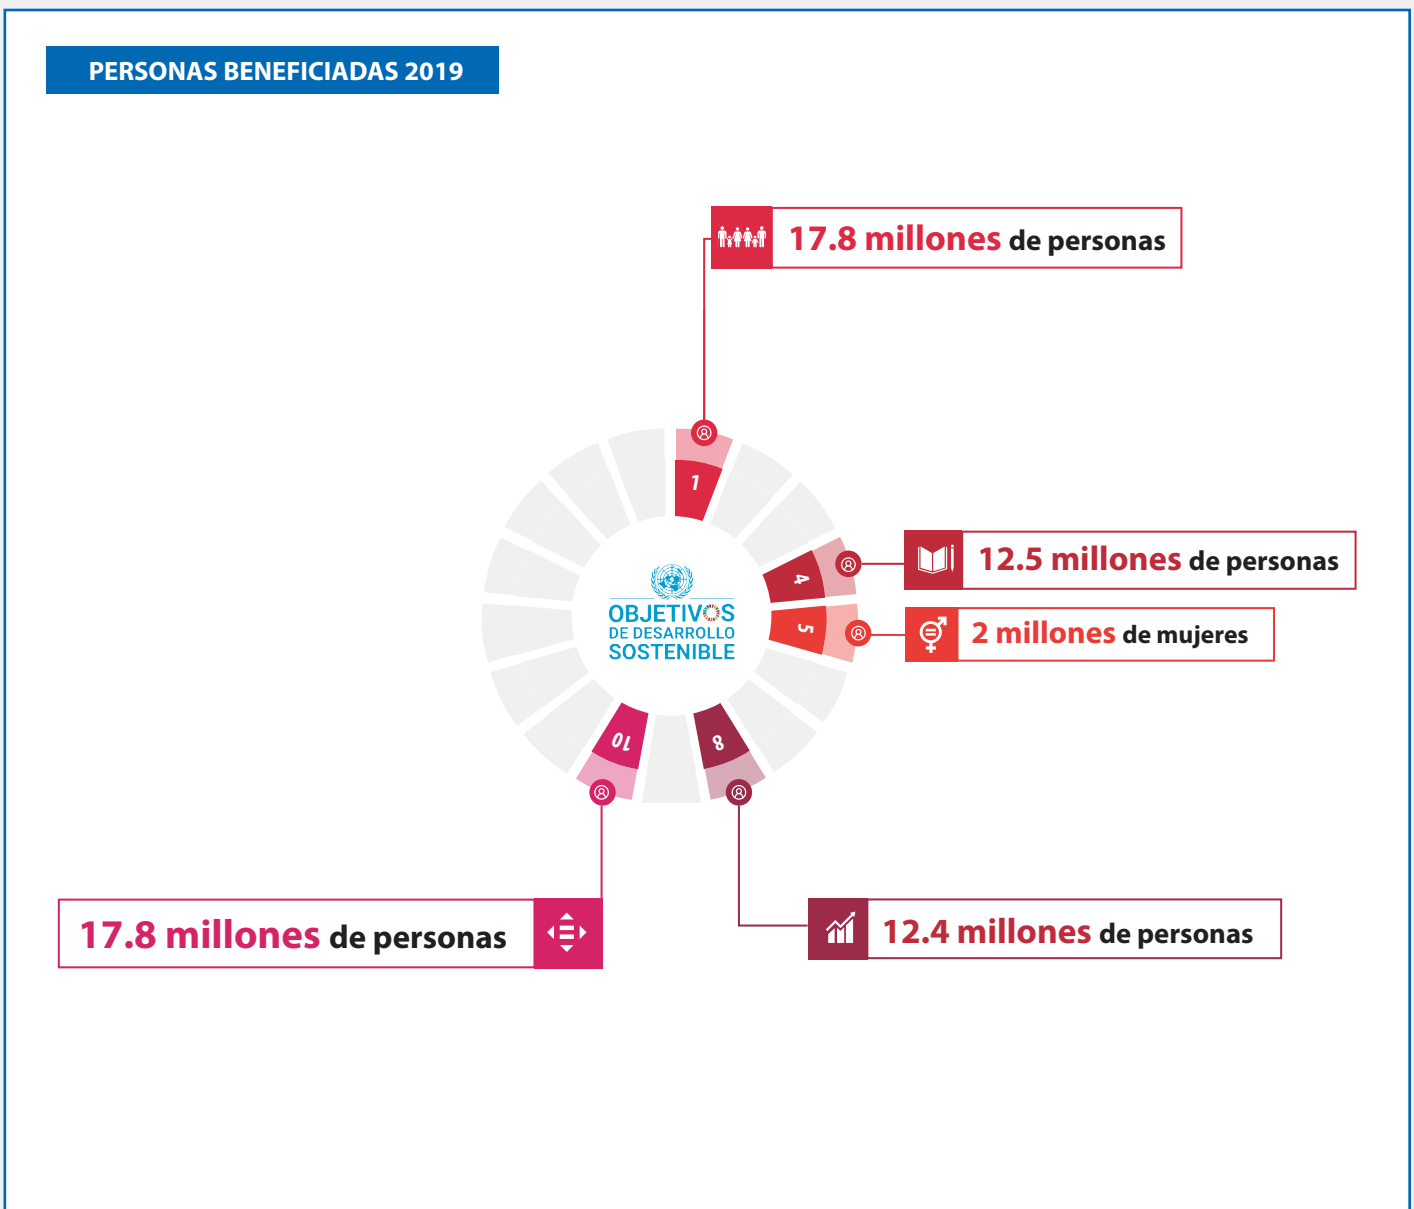 PERSONAS BENEFICIADAS 2019
17.8 millones de personas
1
4
12.5 millones de personas
5
2 millones de mujeres
OBJETIVOS
DE DESARROLLO
SOSTENIBLE
10
8
17.8 millones de personas
12.4 millones de personas